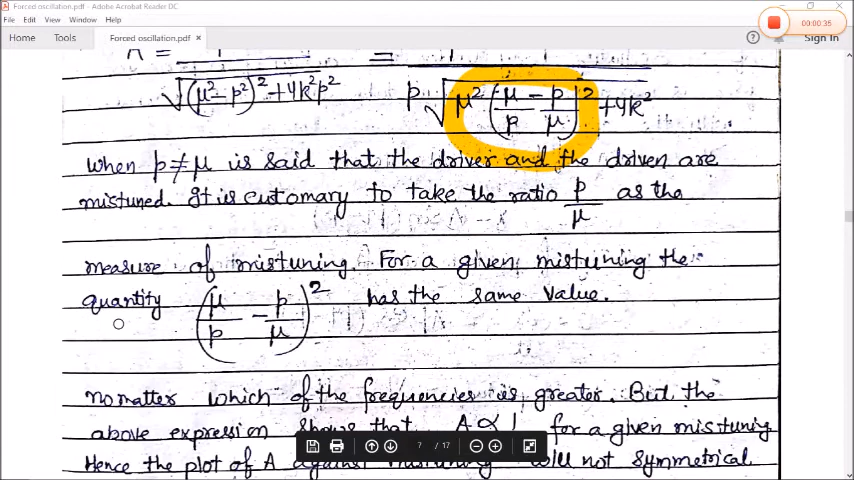 Forced oscillation.pdf - Adobe Acrobat Reader DC
File Edit View Window Help
Home Tools Forced oscillation.pdf × Sign In
00:00:35
A = =
√(μ² - p²)² + 4k²p² p √μ² (μ/p - p/μ)² + 4k²
When p ≠ μ is said that the driver and the driven are
mistuned. It is customary to take the ratio p/μ as the
measure of mistuning. For a given mistuning the
quantity (μ/p - p/μ)² has the same value.
no matter which of the frequencies is greater. But the
above expression shows that A ∝ 1 for a given mistuning
7 / 17
Hence the plot of A against mistuning will not symmetrical